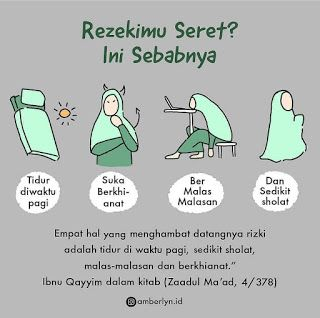 Rezekimu Seret?
Ini Sebabnya
Tidur
diwaktu
pagi
Suka
Berkhi-
anat
Ber
Malas
Malasan
Dan
Sedikit
sholat
Empat hal yang menghambat datangnya rizki
adalah tidur di waktu pagi, sedikit sholat,
malas-malasan dan berkhianat.”
Ibnu Qayyim dalam kitab (Zaadul Ma'ad, 4/378)
amberlyn.id